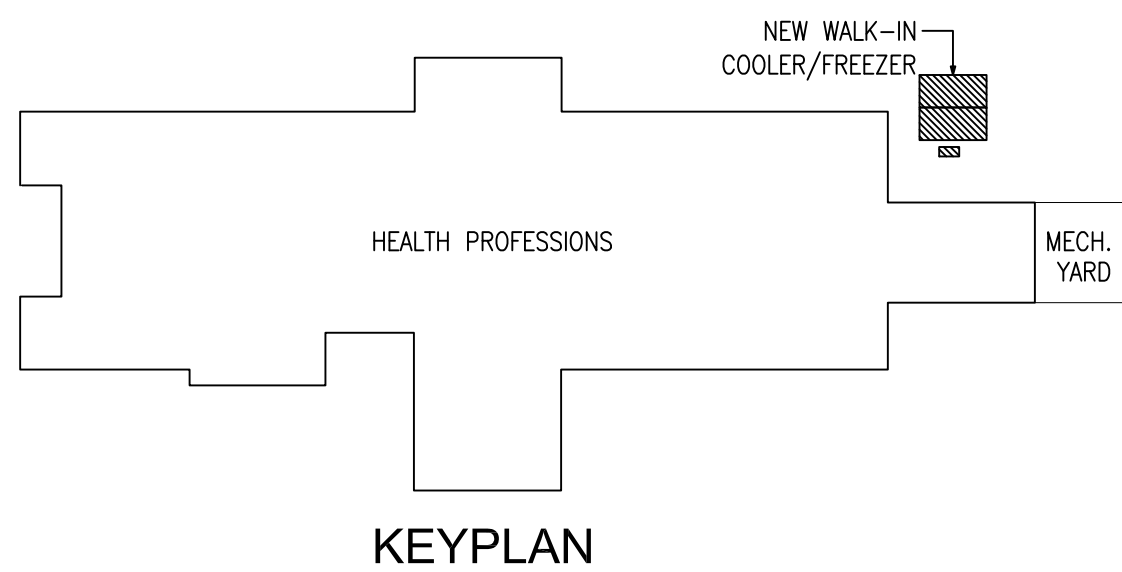 NEW WALK-IN
COOLER/FREEZER
HEALTH PROFESSIONS
MECH.
YARD
KEYPLAN